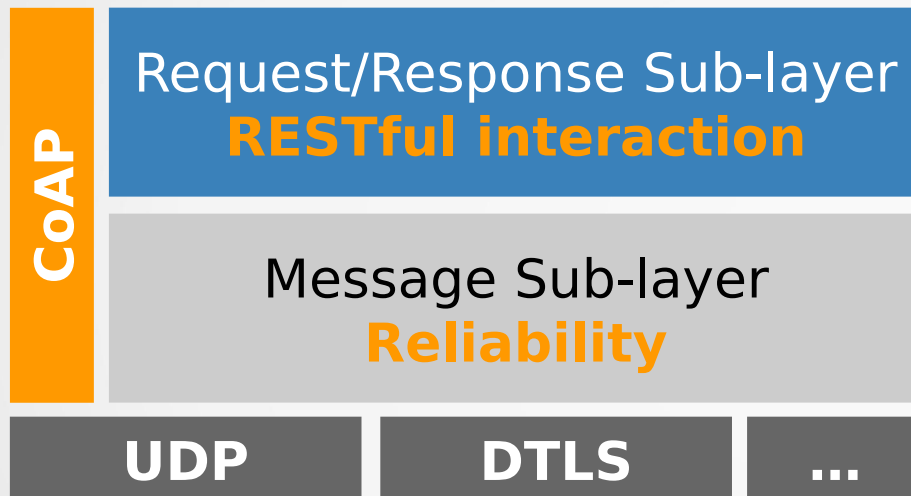 CoAP
Request/Response Sub-layer
RESTful interaction
Message Sub-layer
Reliability
UDP
DTLS
...